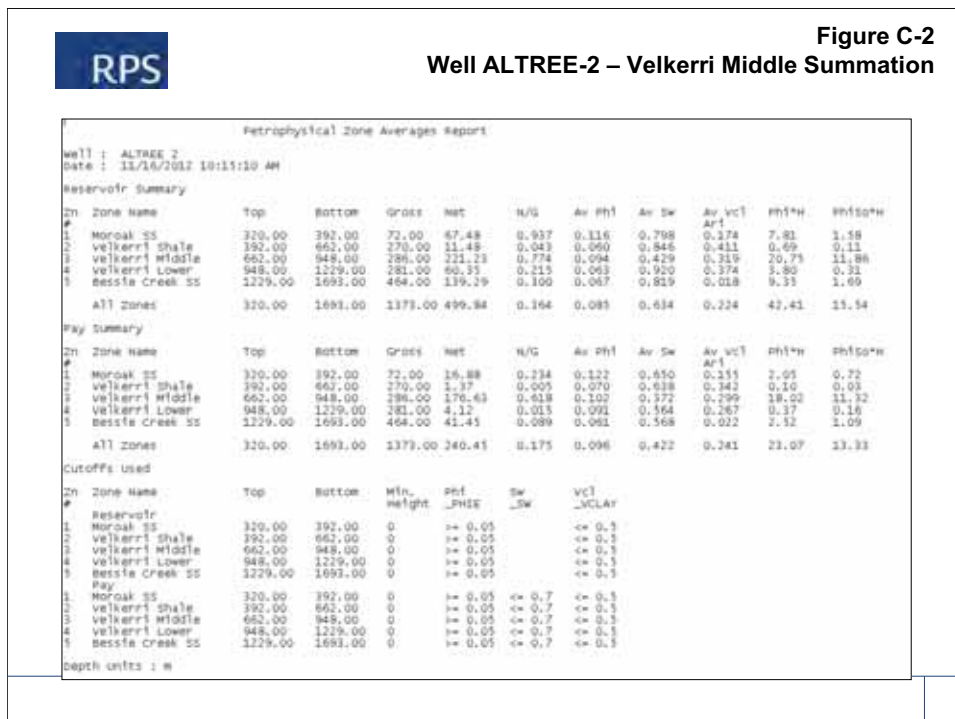 RPS
Figure C-2
Well ALTREE-2 – Velkerri Middle Summation
Petrophysical Zone Averages Report
Well : ALTREE 2
Date : 11/16/2012 10:15:10 AM
Reservoir Summary
Zn Zone Name Top Bottom Gross Net N/G Av Phi Av Sw Av Vcl Phi*H PhiSo*H
# Ari
1 Moroak SS 320.00 392.00 72.00 67.48 0.937 0.116 0.798 0.174 7.81 1.58
2 Velkerri Shale 392.00 662.00 270.00 11.48 0.043 0.060 0.846 0.411 0.69 0.11
3 Velkerri Middle 662.00 948.00 286.00 221.23 0.774 0.094 0.429 0.319 20.75 11.86
4 Velkerri Lower 948.00 1229.00 281.00 60.35 0.215 0.063 0.920 0.374 3.80 0.31
5 Bessie Creek SS 1229.00 1693.00 464.00 139.29 0.300 0.067 0.819 0.018 9.35 1.69
All Zones 320.00 1693.00 1373.00 499.84 0.364 0.085 0.634 0.224 42.41 15.54
Pay Summary
Zn Zone Name Top Bottom Gross Net N/G Av Phi Av Sw Av Vcl Phi*H PhiSo*H
# Ari
1 Moroak SS 320.00 392.00 72.00 16.88 0.234 0.122 0.650 0.155 2.05 0.72
2 Velkerri Shale 392.00 662.00 270.00 1.37 0.005 0.070 0.638 0.342 0.10 0.03
3 Velkerri Middle 662.00 948.00 286.00 176.63 0.618 0.102 0.372 0.299 18.02 11.32
4 Velkerri Lower 948.00 1229.00 281.00 4.12 0.015 0.091 0.564 0.267 0.37 0.16
5 Bessie Creek SS 1229.00 1693.00 464.00 41.45 0.089 0.061 0.568 0.022 2.52 1.09
All Zones 320.00 1693.00 1373.00 240.45 0.175 0.096 0.422 0.241 23.07 13.33
Cutoffs Used
Zn Zone Name Top Bottom Min. Phi Sw Vcl
# Height _PHIE _SW _VCLAY
Reservoir
1 Moroak SS 320.00 392.00 0 >= 0.05 <= 0.5
2 Velkerri Shale 392.00 662.00 0 >= 0.05 <= 0.5
3 Velkerri Middle 662.00 948.00 0 >= 0.05 <= 0.5
4 Velkerri Lower 948.00 1229.00 0 >= 0.05 <= 0.5
5 Bessie Creek SS 1229.00 1693.00 0 >= 0.05 <= 0.5
Pay
1 Moroak SS 320.00 392.00 0 >= 0.05 <= 0.7 <= 0.5
2 Velkerri Shale 392.00 662.00 0 >= 0.05 <= 0.7 <= 0.5
3 Velkerri Middle 662.00 948.00 0 >= 0.05 <= 0.7 <= 0.5
4 Velkerri Lower 948.00 1229.00 0 >= 0.05 <= 0.7 <= 0.5
5 Bessie Creek SS 1229.00 1693.00 0 >= 0.05 <= 0.7 <= 0.5
Depth units : m